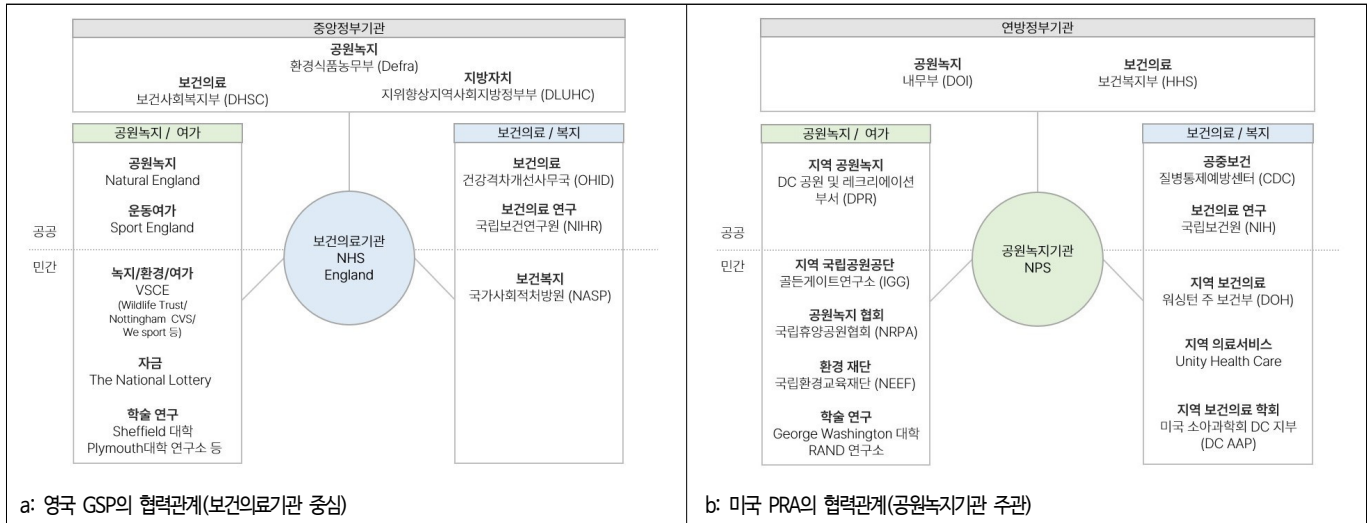 중앙정부기관
공원녹지
환경식품농무부 (Defra)
보건의료
보건사회복지부 (DHSC)
지방자치
지위향상지역사회지방정부부 (DLUHC)
공원녹지 / 여가
공원녹지
Natural England
운동여가
Sport England
공공
민간
녹지/환경/여가
VSCE
(Wildlife Trust/
Nottingham CVS/
We sport 등)
자금
The National Lottery
학술 연구
Sheffield 대학
Plymouth대학 연구소 등
보건의료기관
NHS
England
보건의료 / 복지
보건의료
건강격차개선사무국 (OHID)
보건의료 연구
국립보건연구원 (NIHR)
보건복지
국가사회적처방원 (NASP)
a: 영국 GSP의 협력관계(보건의료기관 중심)
연방정부기관
공원녹지
내무부 (DOI)
보건의료
보건복지부 (HHS)
공원녹지 / 여가
지역 공원녹지
DC 공원 및 레크리에이션
부서 (DPR)
공공
민간
지역 국립공원공단
골든게이트연구소 (IGG)
공원녹지 협회
국립휴양공원협회 (NRPA)
환경 재단
국립환경교육재단 (NEEF)
학술 연구
George Washington 대학
RAND 연구소
공원녹지기관
NPS
보건의료 / 복지
공중보건
질병통제예방센터 (CDC)
보건의료 연구
국립보건원 (NIH)
지역 보건의료
워싱턴 주 보건부 (DOH)
지역 의료서비스
Unity Health Care
지역 보건의료 학회
미국 소아과학회 DC 지부
(DC AAP)
b: 미국 PRA의 협력관계(공원녹지기관 주관)